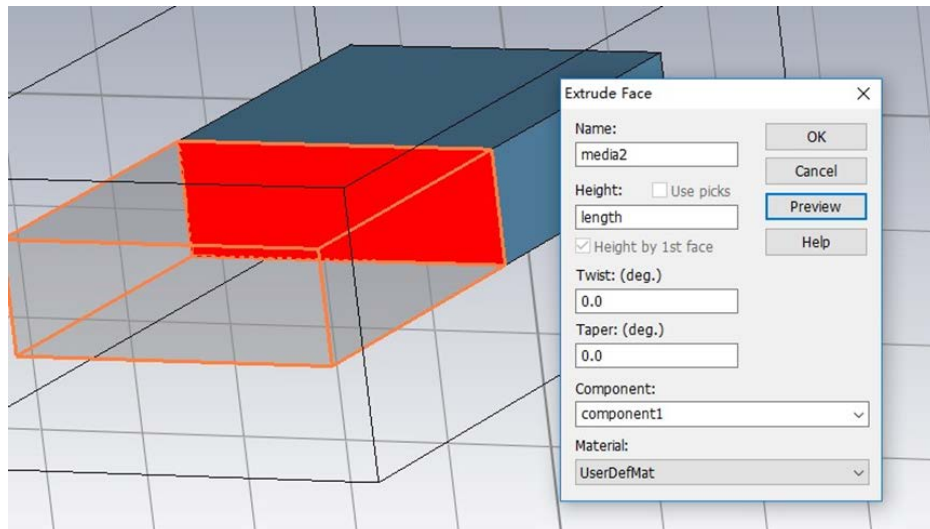 Extrude Face
Name:
media2
Height:
Use picks
length
Height by 1st face
Twist: (deg.)
0.0
Taper: (deg.)
0.0
Component:
component1
Material:
UserDefMat
OK
Cancel
Preview
Help